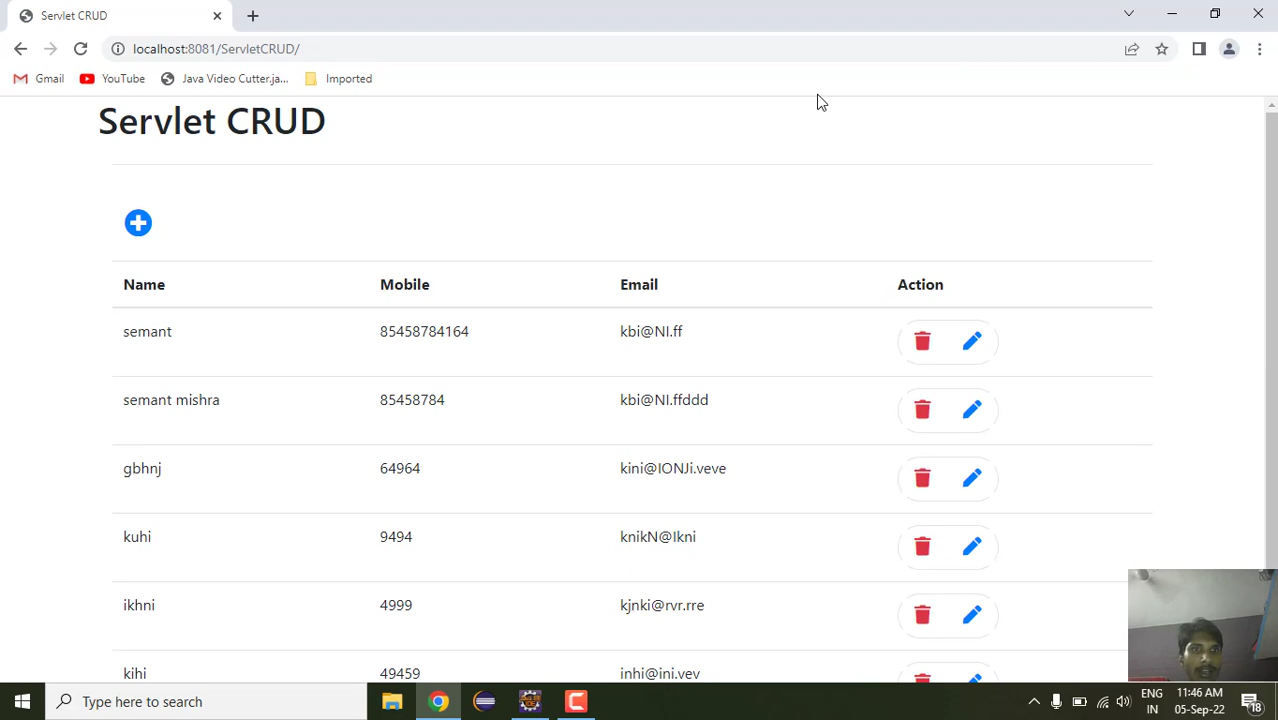 Servlet CRUD
localhost:8081/ServletCRUD/
Gmail YouTube Java Video Cutter.ja... Imported
Servlet CRUD
Name Mobile Email Action
semant 85458784164 kbi@NI.ff
semant mishra 85458784 kbi@NI.ffddd
gbhnj 64964 kini@IONJi.veve
kuhi 9494 knikN@Ikni
ikhni 4999 kjnki@rvr.rre
kihi 49459 inhi@ini.vev
Type here to search
ENG 11:46 AM
IN 05-Sep-22 18